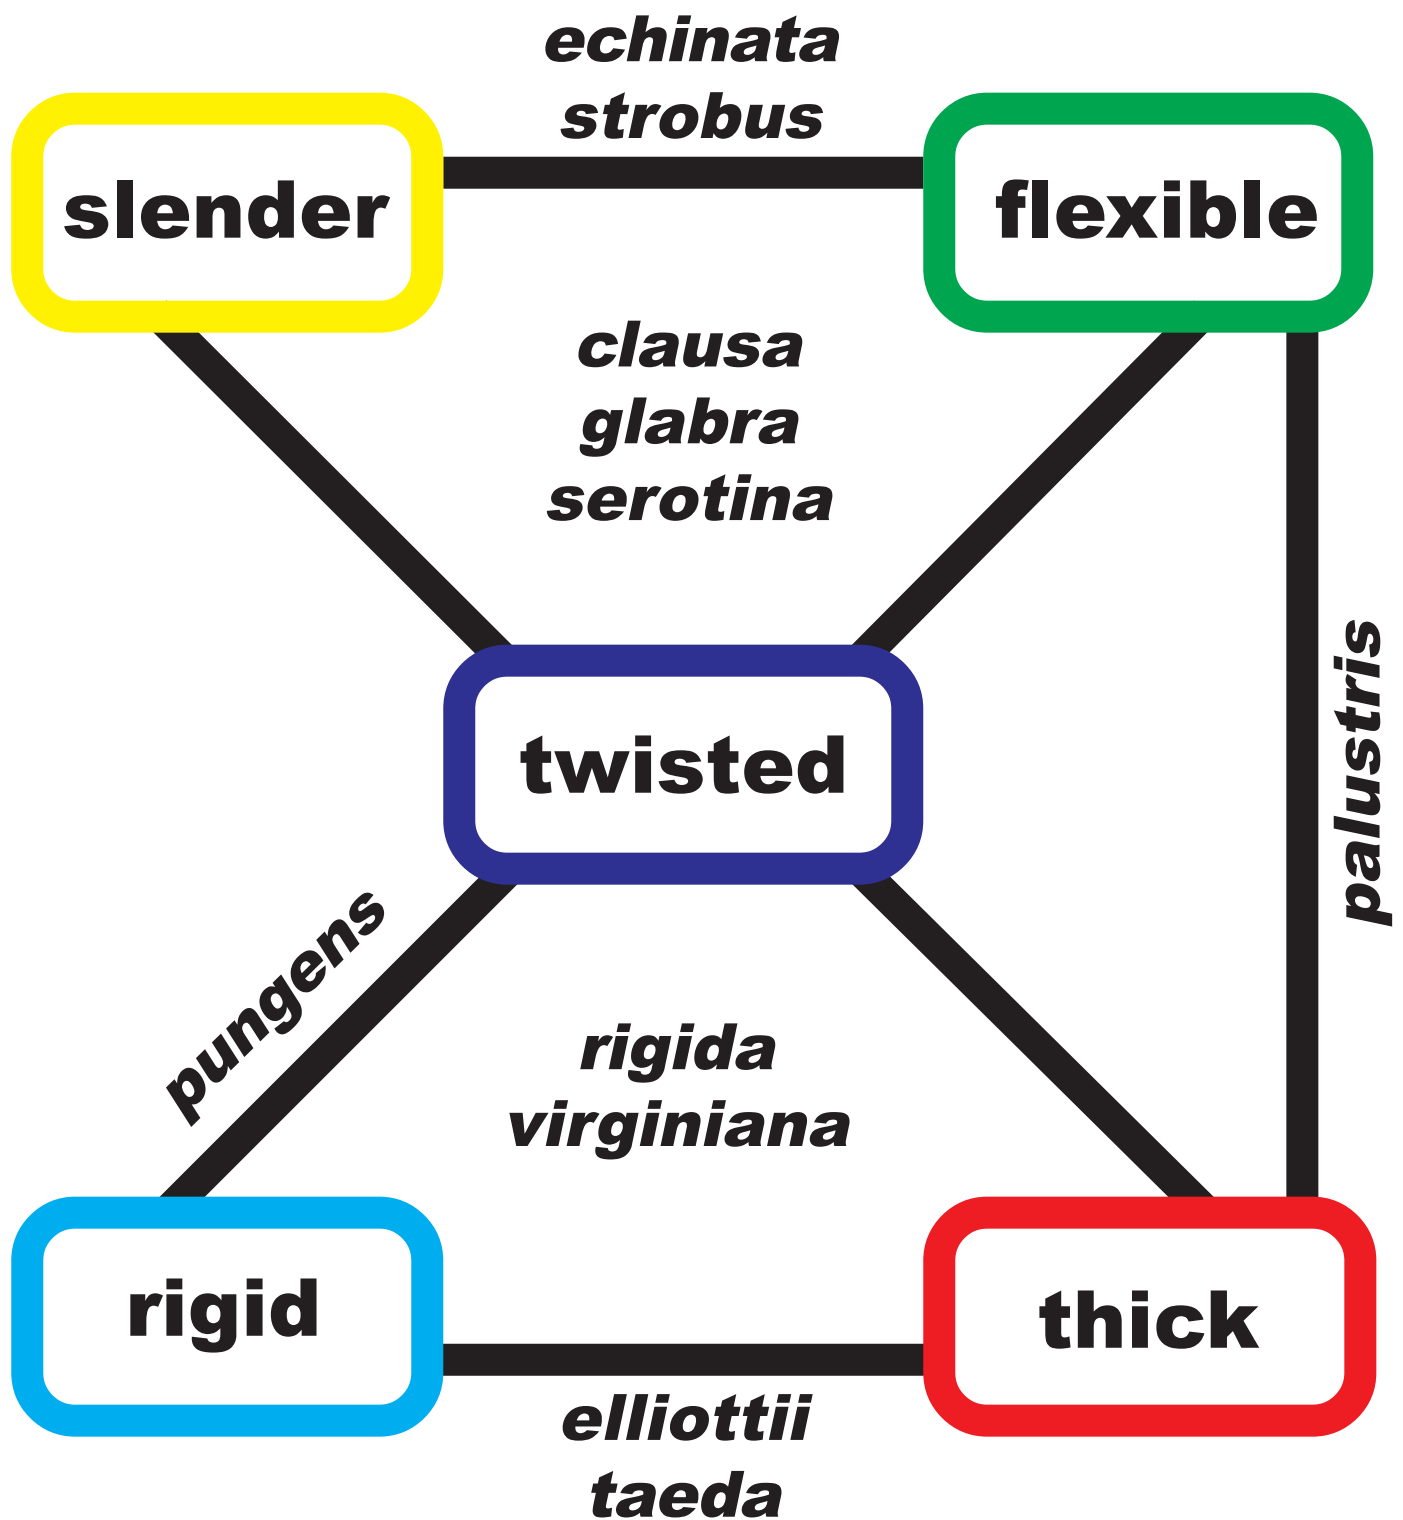 echinata
strobus
slender
flexible
clausa
glabra
serotina
palustris
twisted
pungens
rigida
virginiana
rigid
thick
elliottii
taeda